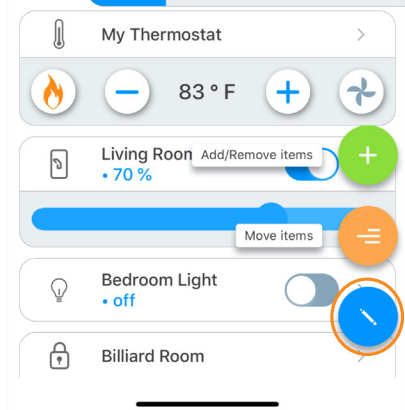 My Thermostat
83 ° F
Living Room
Add/Remove items
• 70 %
Move items
Bedroom Light
• off
Billiard Room